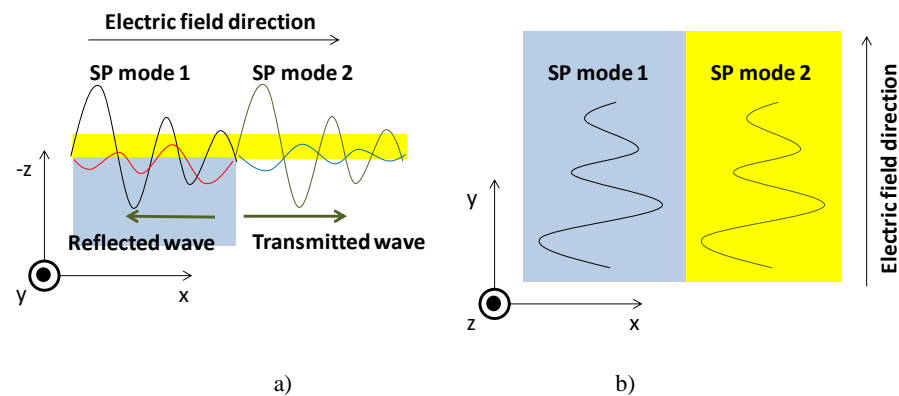 Electric field direction
SP mode 1 SP mode 2
-z
Reflected wave Transmitted wave
y x
a)
SP mode 1 SP mode 2
Electric field direction
y
z x
b)